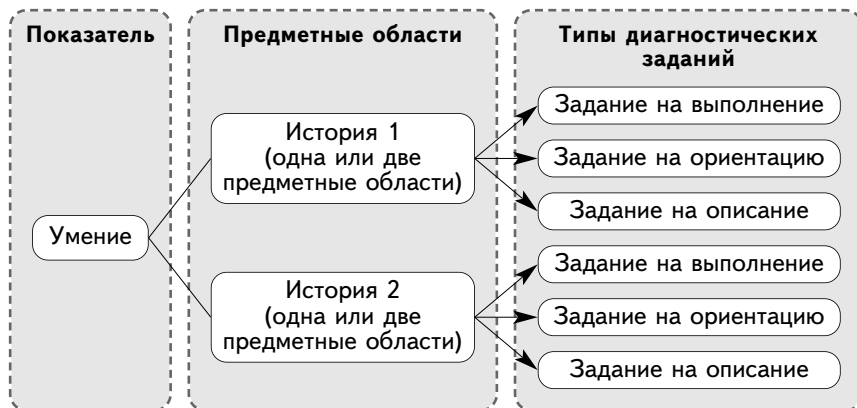 Показатель
Предметные области
Типы диагностических
заданий
Умение
История 1
(одна или две
предметные области)
История 2
(одна или две
предметные области)
Задание на выполнение
Задание на ориентацию
Задание на описание
Задание на выполнение
Задание на ориентацию
Задание на описание